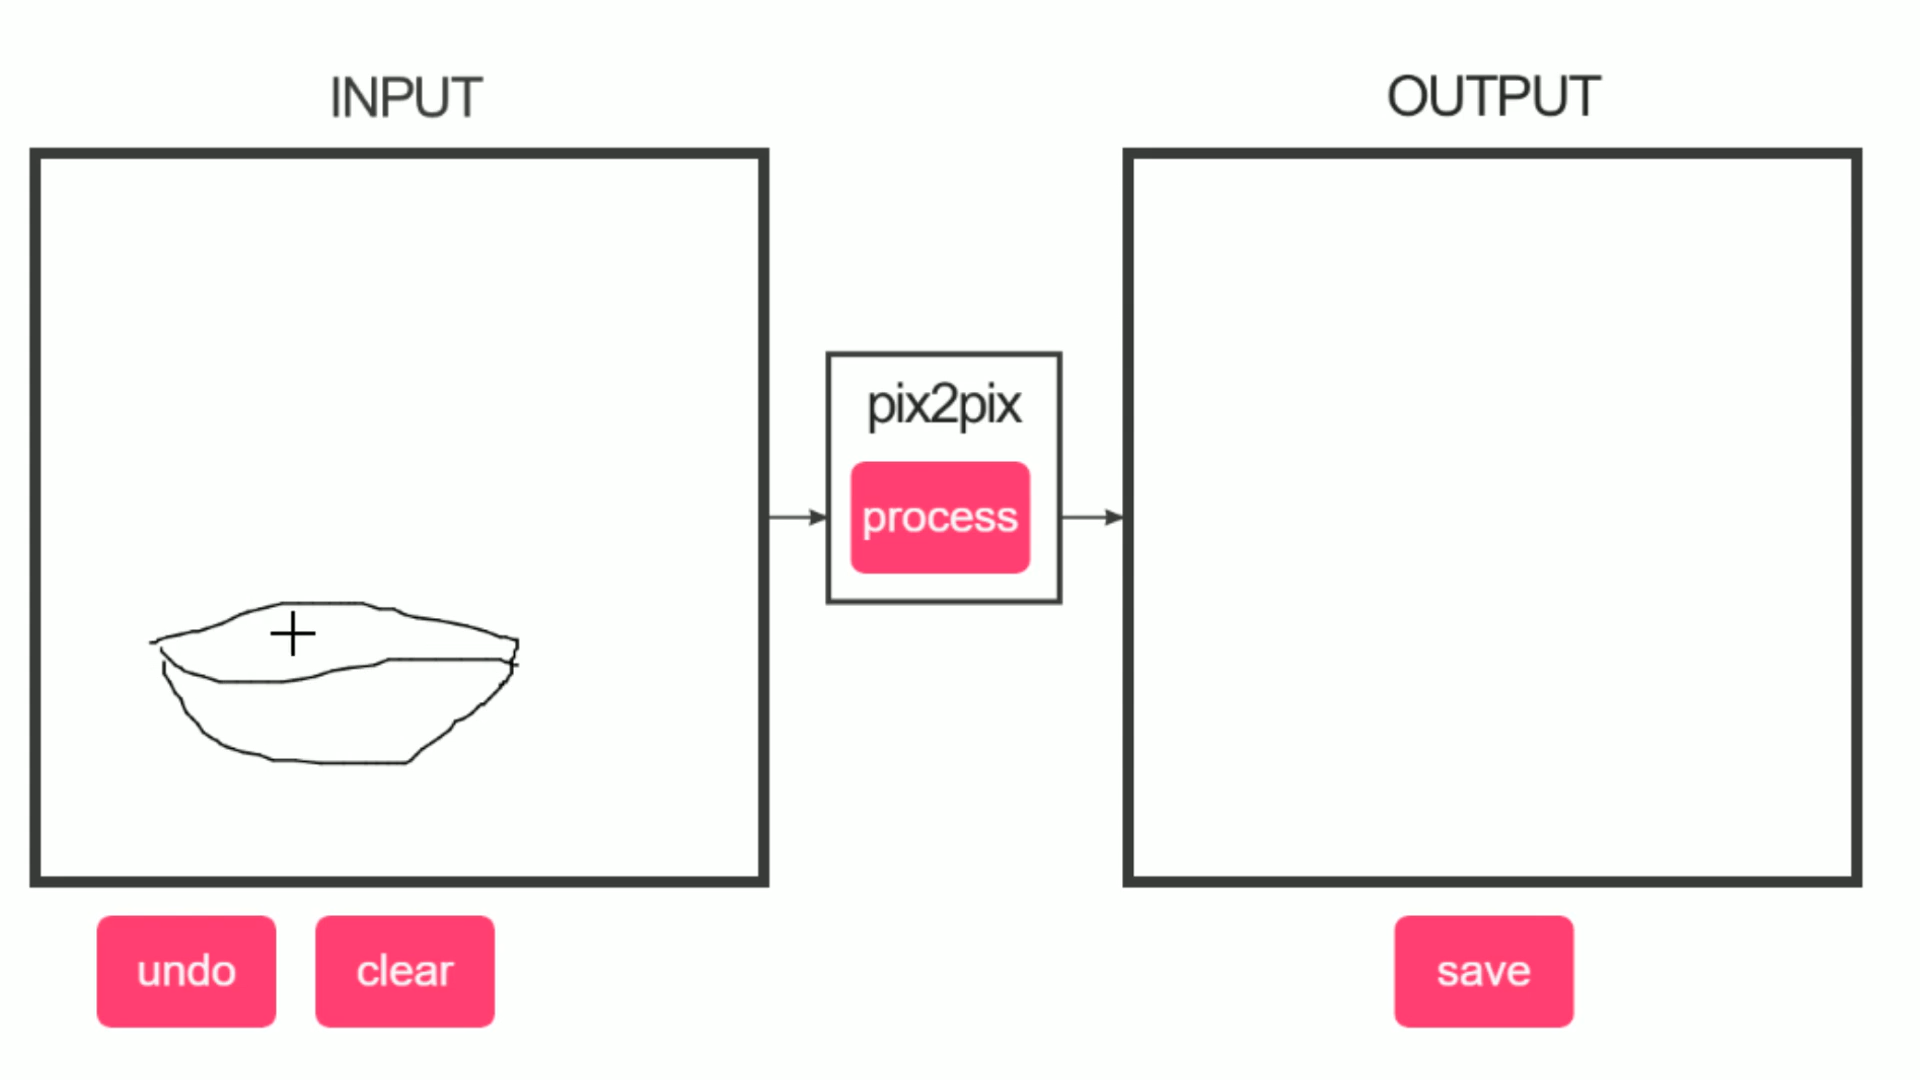 INPUT
OUTPUT
pix2pix
process
undo
clear
save